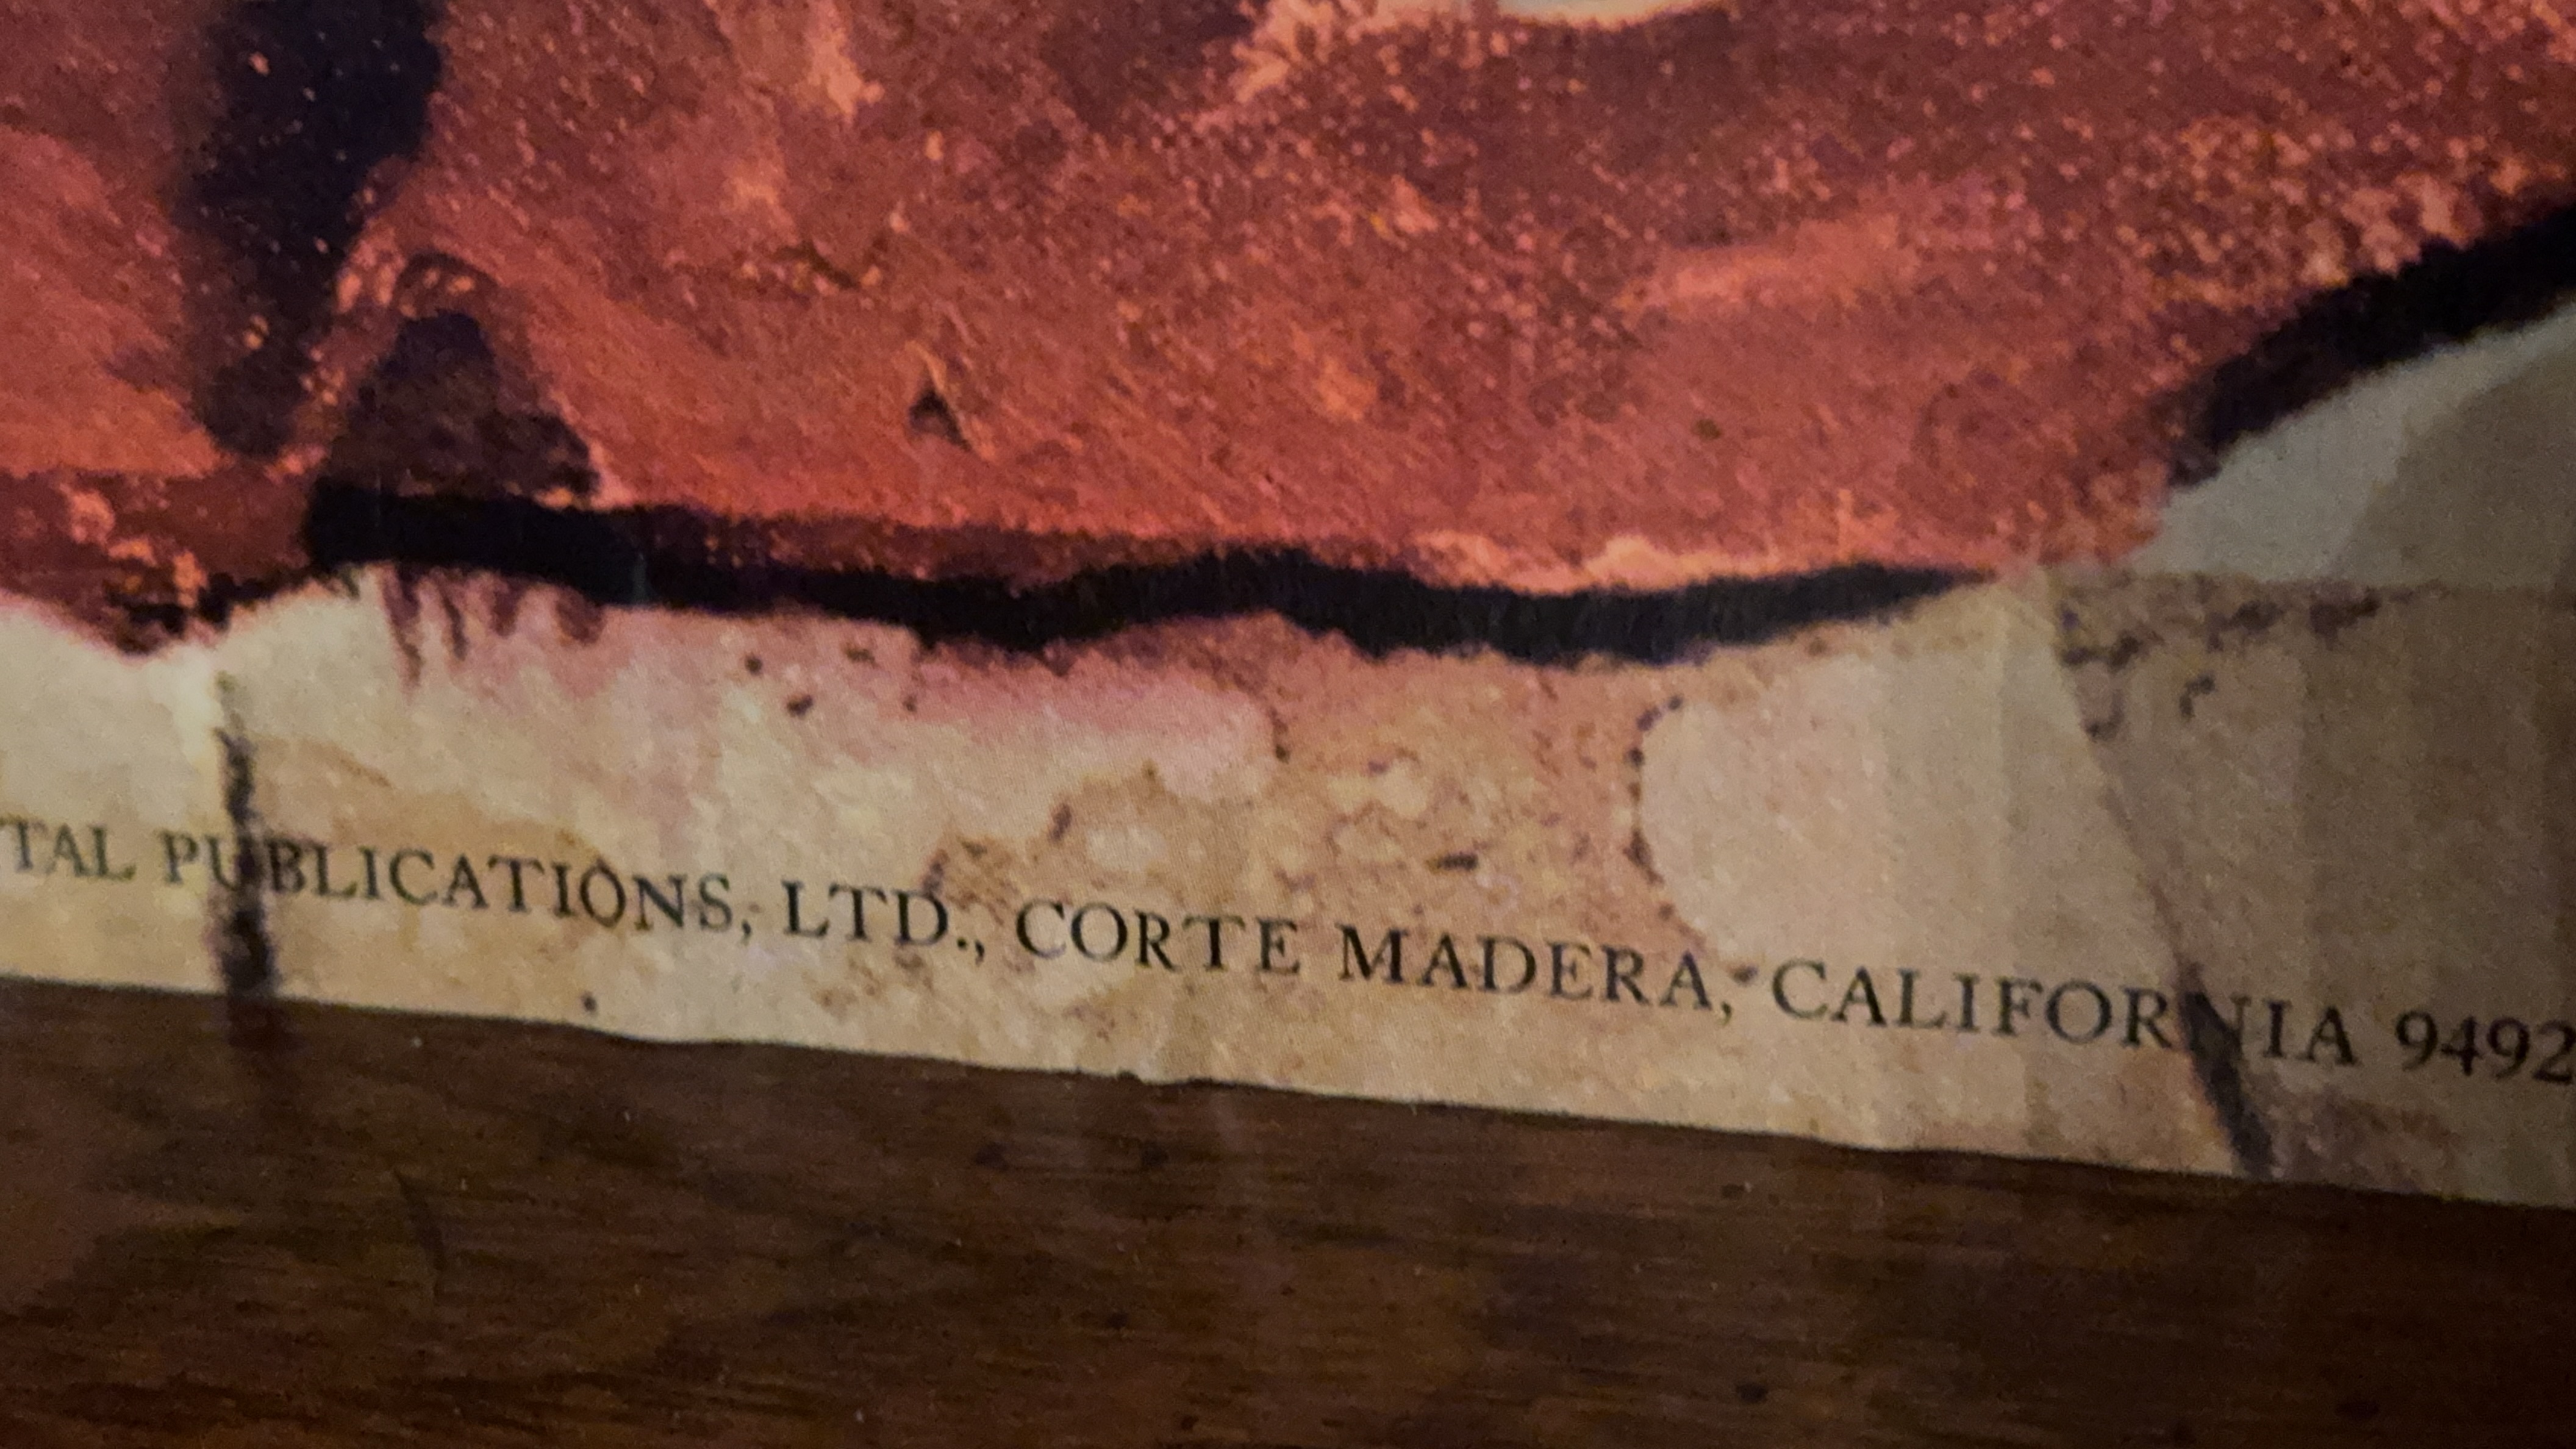 TAL PUBLICATIONS, LTD., CORTE MADERA, CALIFORNIA 9492